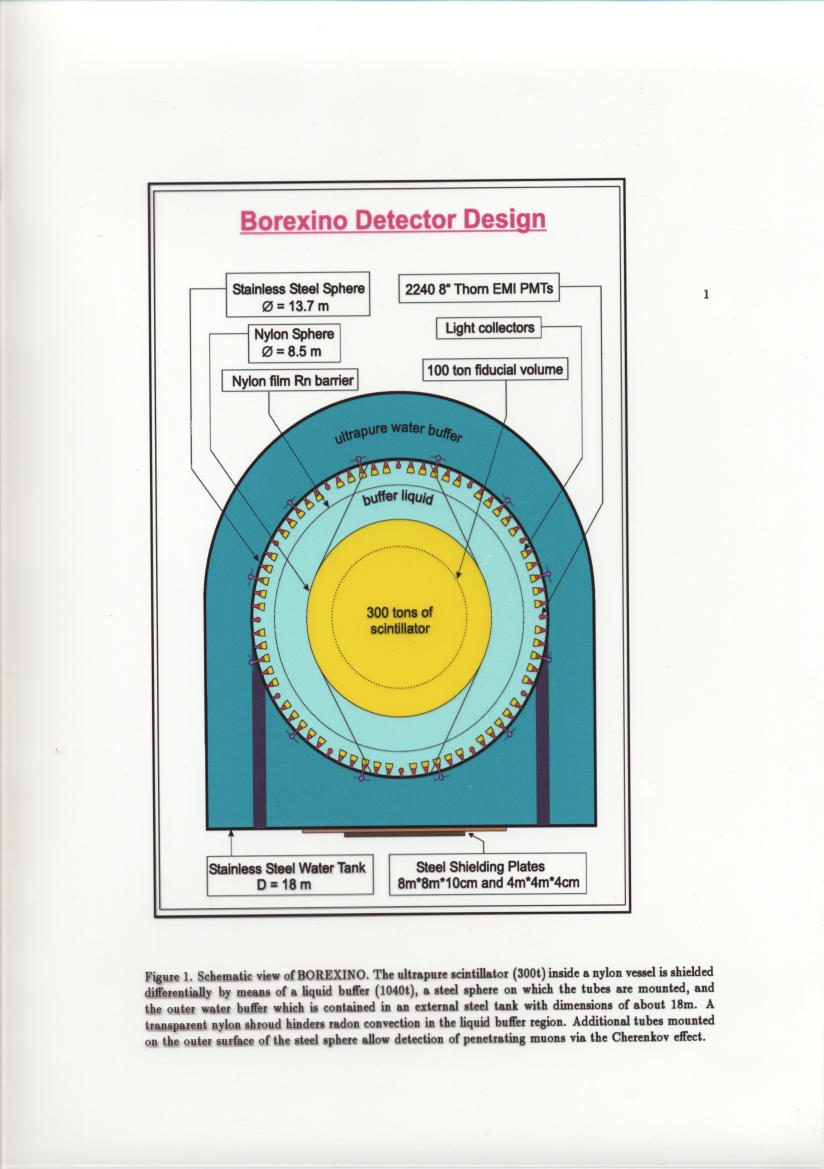 Borexino Detector Design
Stainless Steel Sphere
Ø = 13.7 m
2240 8" Thorn EMI PMTs
1
Nylon Sphere
Ø = 8.5 m
Light collectors
Nylon film Rn barrier
100 ton fiducial volume
ultrapure water buffer
buffer liquid
300 tons of
scintillator
Stainless Steel Water Tank
D = 18 m
Steel Shielding Plates
8m*8m*10cm and 4m*4m*4cm
Figure 1. Schematic view of BOREXINO. The ultrapure scintillator (300t) inside a nylon vessel is shielded
differentially by means of a liquid buffer (1040t), a steel sphere on which the tubes are mounted, and
the outer water buffer which is contained in an external steel tank with dimensions of about 18m. A
transparent nylon shroud hinders radon convection in the liquid buffer region. Additional tubes mounted
on the outer surface of the steel sphere allow detection of penetrating muons via the Cherenkov effect.